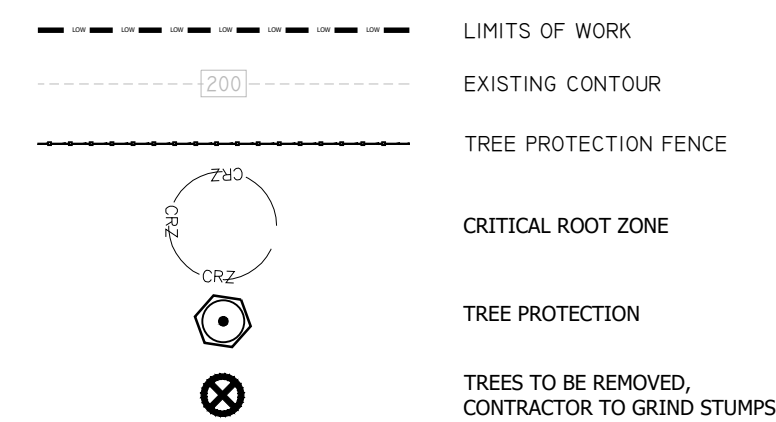 LOW LOW LOW LOW LOW LOW LOW LIMITS OF WORK
200 EXISTING CONTOUR
TREE PROTECTION FENCE
CRZ
CRZ
CRZ
CRITICAL ROOT ZONE
TREE PROTECTION
TREES TO BE REMOVED,
CONTRACTOR TO GRIND STUMPS